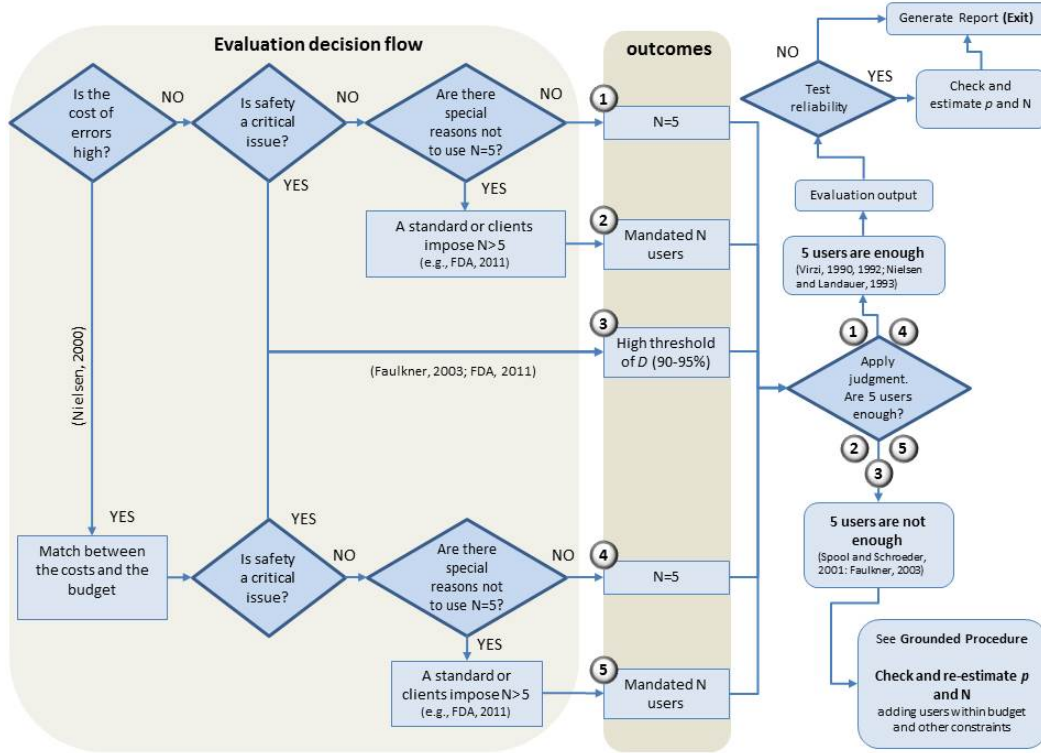 Evaluation decision flow
outcomes
Is the
cost of
errors
high?
NO
Is safety
a critical
issue?
NO
Are there
special
reasons not
to use N=5?
NO
1
N=5
YES
YES
A standard or clients
impose N>5
(e.g., FDA, 2011)
2
Mandated N
users
3
High threshold
of D (90-95%)
(Faulkner, 2003; FDA, 2011)
(Nielsen, 2000)
YES
Match between
the costs and the
budget
YES
Is safety
a critical
issue?
NO
Are there
special
reasons not
to use N=5?
NO
4
N=5
YES
A standard or
clients impose N>5
(e.g., FDA, 2011)
5
Mandated N
users
Generate Report (Exit)
NO
Test
reliability
YES
Check and
estimate p and N
Evaluation output
5 users are enough
(Virzi, 1990, 1992; Nielsen
and Landauer, 1993)
1
4
Apply
judgment.
Are 5 users
enough?
2
5
3
5 users are not
enough
(Spool and Schroeder,
2001: Faulkner, 2003)
See Grounded Procedure
Check and re-estimate p
and N
adding users within budget
and other constraints